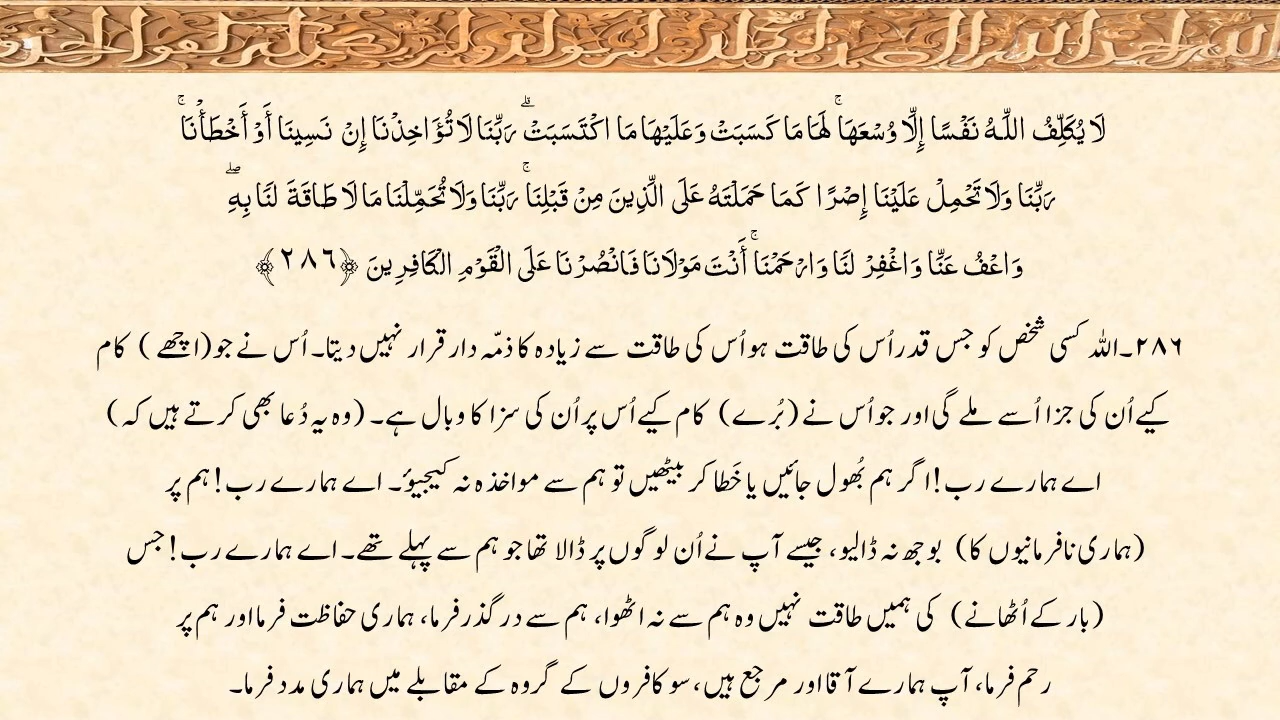 لَا يُكَلِّفُ اللَّـهُ نَفْسًا إِلَّا وُسْعَهَا ۚ لَهَا مَا كَسَبَتْ وَعَلَيْهَا مَا اكْتَسَبَتْ ۗ رَبَّنَا لَا تُؤَاخِذْنَا إِنْ نَسِينَا أَوْ أَخْطَأْنَا ۚ
رَبَّنَا وَلَا تَحْمِلْ عَلَيْنَا إِصْرًا كَمَا حَمَلْتَهُ عَلَى الَّذِينَ مِنْ قَبْلِنَا ۚ رَبَّنَا وَلَا تُحَمِّلْنَا مَا لَا طَاقَةَ لَنَا بِهِ ۖ
وَاعْفُ عَنَّا وَاغْفِرْ لَنَا وَارْحَمْنَا ۚ أَنْتَ مَوْلَانَا فَانْصُرْنَا عَلَى الْقَوْمِ الْكَافِرِينَ ﴿٢٨٦﴾
۲۸۶۔اللہ کسی شخص کو جس قدر اُس کی طاقت ہو اُس کی طاقت سے زیادہ کا ذمّہ دار قرار نہیں دیتا۔ اُس نے جو (اچھے) کام
کیے اُن کی جزا اُسے ملے گی اور جو اُس نے (بُرے) کام کیے اُس پر اُن کی سزا کا وبال ہے۔ (وہ یہ دُعا بھی کرتے ہیں کہ)
اے ہمارے رب! اگر ہم بُھول جائیں یا خَطا کر بیٹھیں تو ہم سے مواخذہ نہ کیجیؤ۔ اے ہمارے رب! ہم پر
(ہماری نافرمانیوں کا) بوجھ نہ ڈالیو، جیسے آپ نے اُن لوگوں پر ڈالا تھا جو ہم سے پہلے تھے۔ اے ہمارے رب! جس
(بار کے اُٹھانے) کی ہمیں طاقت نہیں وہ ہم سے نہ اٹھوا، ہم سے درگذر فرما، ہماری حفاظت فرما اور ہم پر
رحم فرما، آپ ہمارے آقا اور مرجع ہیں، سو کافروں کے گروہ کے مقابلے میں ہماری مدد فرما۔